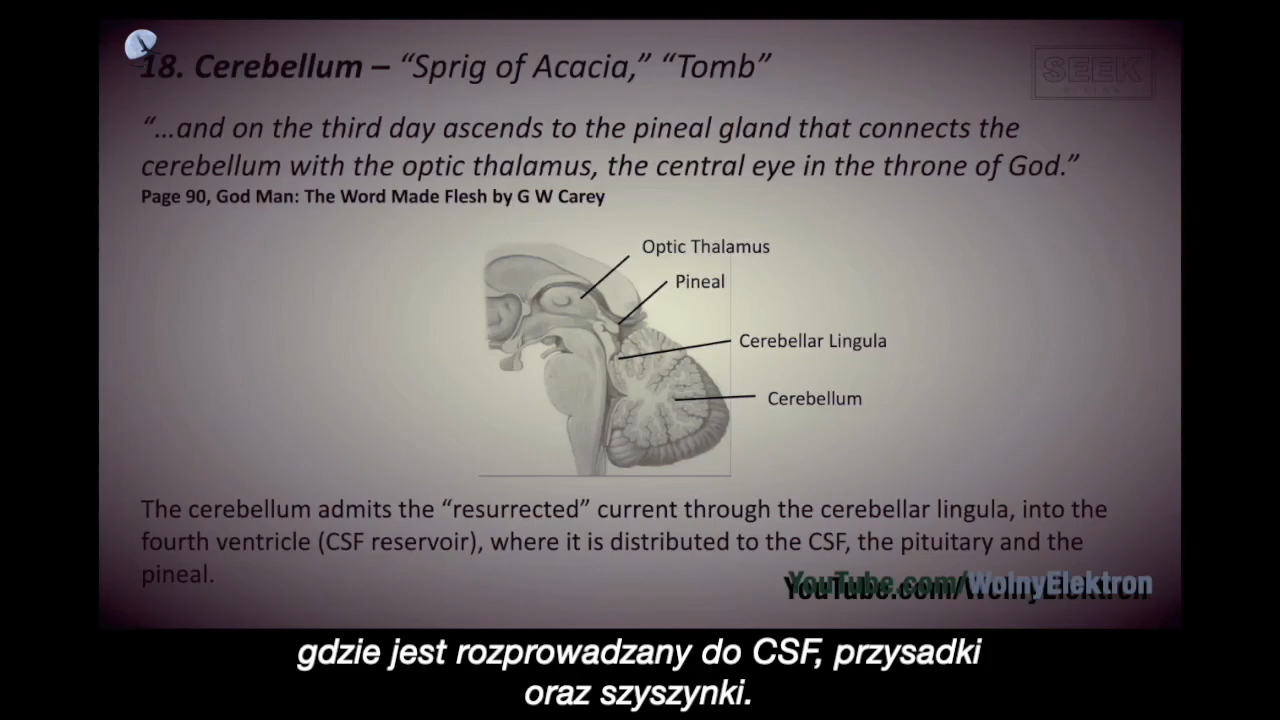 18. Cerebellum – “Sprig of Acacia,” “Tomb”
SEEK
“...and on the third day ascends to the pineal gland that connects the
cerebellum with the optic thalamus, the central eye in the throne of God.”
Page 90, God Man: The Word Made Flesh by G W Carey
Optic Thalamus
Pineal
Cerebellar Lingula
Cerebellum
The cerebellum admits the “resurrected” current through the cerebellar lingula, into the
fourth ventricle (CSF reservoir), where it is distributed to the CSF, the pituitary and the
pineal.
YouTube.com/WolnyElektron
gdzie jest rozprowadzany do CSF, przysadki
oraz szyszynki.